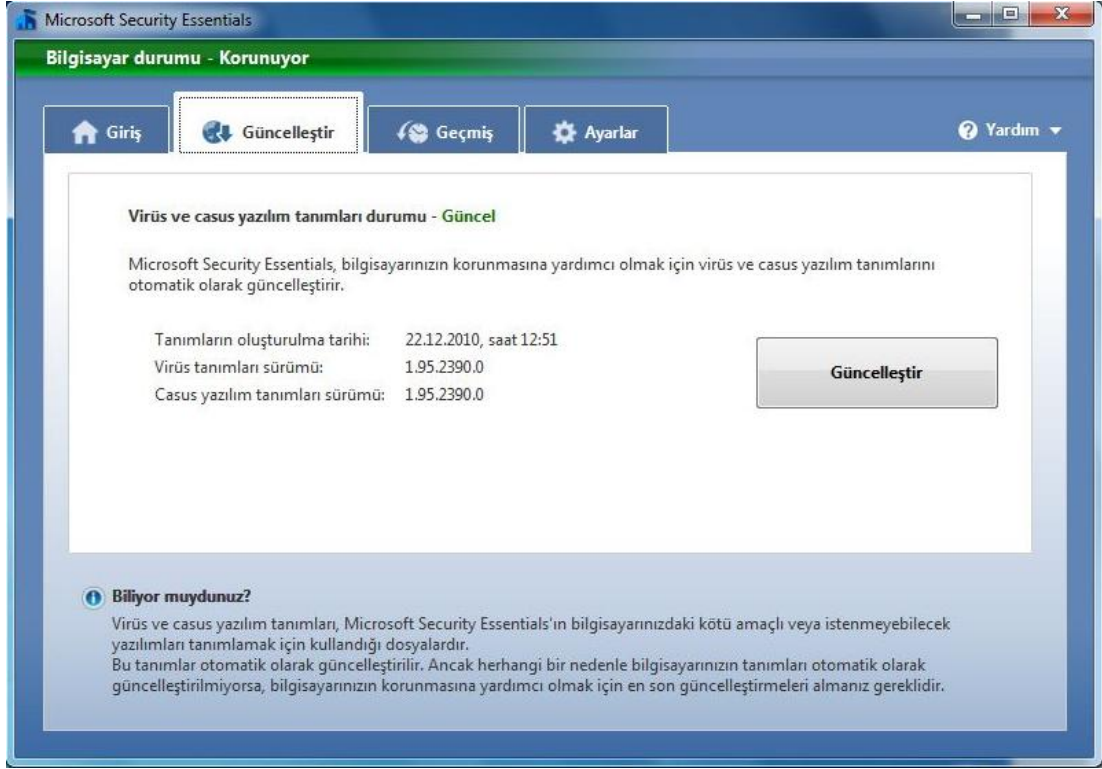 Microsoft Security Essentials
Bilgisayar durumu - Korunuyor
Giriş
Güncelleştir
Geçmiş
Ayarlar
Yardım
Virüs ve casus yazılım tanımları durumu - Güncel
Microsoft Security Essentials, bilgisayarınızın korunmasına yardımcı olmak için virüs ve casus yazılım tanımlarını
otomatik olarak güncelleştirir.
Tanımların oluşturulma tarihi: 22.12.2010, saat 12:51
Virüs tanımları sürümü: 1.95.2390.0
Casus yazılım tanımları sürümü: 1.95.2390.0
Güncelleştir
Biliyor muydunuz?
Virüs ve casus yazılım tanımları, Microsoft Security Essentials'ın bilgisayarınızdaki kötü amaçlı veya istenmeyebilecek
yazılımları tanımlamak için kullandığı dosyalardır.
Bu tanımlar otomatik olarak güncelleştirilir. Ancak herhangi bir nedenle bilgisayarınızın tanımları otomatik olarak
güncelleştirilmiyorsa, bilgisayarınızın korunmasına yardımcı olmak için en son güncelleştirmeleri almanız gereklidir.